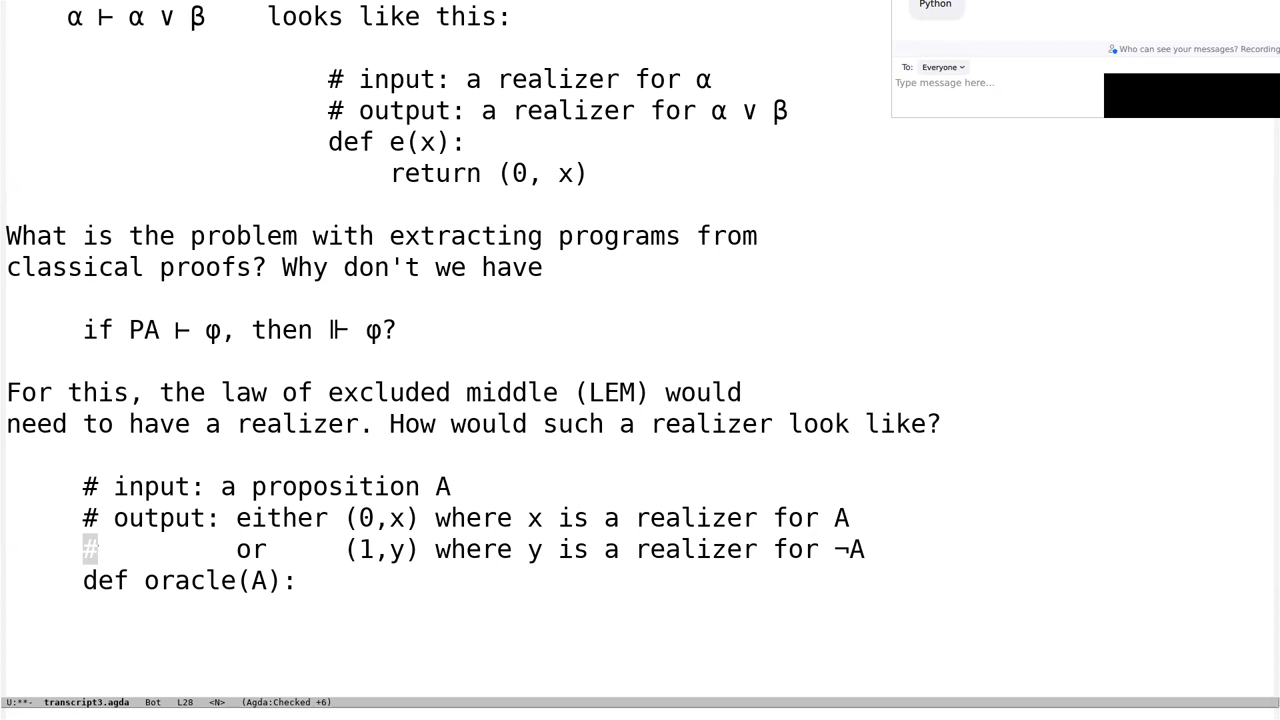 α ⊢ α ∨ β    looks like this:
# input: a realizer for α
# output: a realizer for α ∨ β
def e(x):
    return (0, x)
What is the problem with extracting programs from
classical proofs? Why don't we have
if PA ⊢ φ, then ⊩ φ?
For this, the law of excluded middle (LEM) would
need to have a realizer. How would such a realizer look like?
# input: a proposition A
# output: either (0,x) where x is a realizer for A
#         or     (1,y) where y is a realizer for ¬A
def oracle(A):
U:**-  transcript3.agda   Bot   L28   <N>   (Agda:Checked +6)
Python
Who can see your messages? Recording
To: Everyone
Type message here...